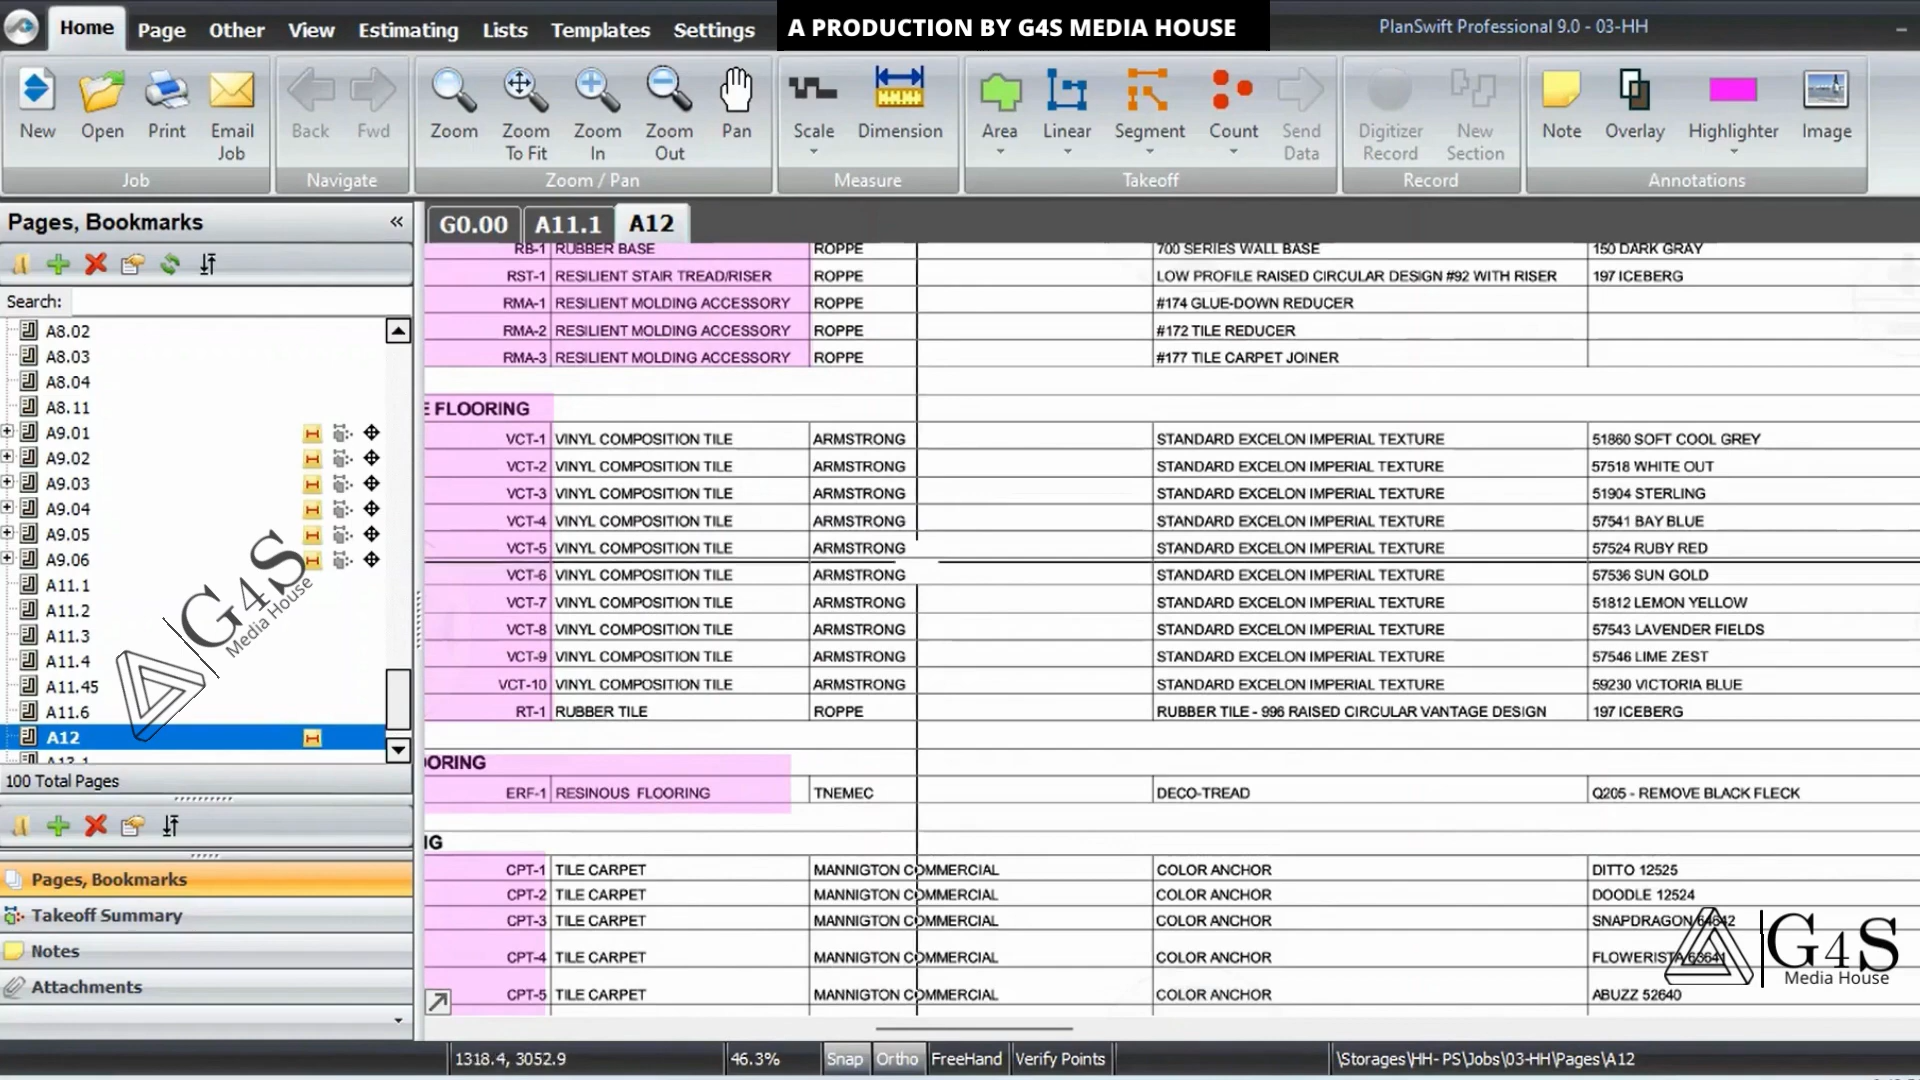 Home Page Other View Estimating Lists Templates Settings
A PRODUCTION BY G4S MEDIA HOUSE
PlanSwift Professional 9.0 - 03-HH
New Open Print Email Job
Back Fwd
Zoom Zoom To Fit Zoom In Zoom Out Pan
Scale Dimension
Area Linear Segment Count Send Data
Digitizer Record New Section
Note Overlay Highlighter Image
Job Navigate Zoom / Pan Measure Takeoff Record Annotations
Pages, Bookmarks «
G0.00 A11.1 A12
Search:
A8.02
A8.03
A8.04
A8.11
A9.01
A9.02
A9.03
A9.04
A9.05
A9.06
A11.1
A11.2
A11.3
A11.4
A11.45
A11.6
A12
100 Total Pages
Pages, Bookmarks
Takeoff Summary
Notes
Attachments
G4S
Media House
RB-1 RUBBER BASE ROPPE 700 SERIES WALL BASE 150 DARK GRAY
RST-1 RESILIENT STAIR TREAD/RISER ROPPE LOW PROFILE RAISED CIRCULAR DESIGN #92 WITH RISER 197 ICEBERG
RMA-1 RESILIENT MOLDING ACCESSORY ROPPE #174 GLUE-DOWN REDUCER
RMA-2 RESILIENT MOLDING ACCESSORY ROPPE #172 TILE REDUCER
RMA-3 RESILIENT MOLDING ACCESSORY ROPPE #177 TILE CARPET JOINER
E FLOORING
VCT-1 VINYL COMPOSITION TILE ARMSTRONG STANDARD EXCELON IMPERIAL TEXTURE 51860 SOFT COOL GREY
VCT-2 VINYL COMPOSITION TILE ARMSTRONG STANDARD EXCELON IMPERIAL TEXTURE 57518 WHITE OUT
VCT-3 VINYL COMPOSITION TILE ARMSTRONG STANDARD EXCELON IMPERIAL TEXTURE 51904 STERLING
VCT-4 VINYL COMPOSITION TILE ARMSTRONG STANDARD EXCELON IMPERIAL TEXTURE 57541 BAY BLUE
VCT-5 VINYL COMPOSITION TILE ARMSTRONG STANDARD EXCELON IMPERIAL TEXTURE 57524 RUBY RED
VCT-6 VINYL COMPOSITION TILE ARMSTRONG STANDARD EXCELON IMPERIAL TEXTURE 57536 SUN GOLD
VCT-7 VINYL COMPOSITION TILE ARMSTRONG STANDARD EXCELON IMPERIAL TEXTURE 51812 LEMON YELLOW
VCT-8 VINYL COMPOSITION TILE ARMSTRONG STANDARD EXCELON IMPERIAL TEXTURE 57543 LAVENDER FIELDS
VCT-9 VINYL COMPOSITION TILE ARMSTRONG STANDARD EXCELON IMPERIAL TEXTURE 57546 LIME ZEST
VCT-10 VINYL COMPOSITION TILE ARMSTRONG STANDARD EXCELON IMPERIAL TEXTURE 59230 VICTORIA BLUE
RT-1 RUBBER TILE ROPPE RUBBER TILE - 996 RAISED CIRCULAR VANTAGE DESIGN 197 ICEBERG
OORING
ERF-1 RESINOUS FLOORING TNEMEC DECO-TREAD Q205 - REMOVE BLACK FLECK
NG
CPT-1 TILE CARPET MANNIGTON COMMERCIAL COLOR ANCHOR DITTO 12525
CPT-2 TILE CARPET MANNIGTON COMMERCIAL COLOR ANCHOR DOODLE 12524
CPT-3 TILE CARPET MANNIGTON COMMERCIAL COLOR ANCHOR SNAPDRAGON
CPT-4 TILE CARPET MANNIGTON COMMERCIAL COLOR ANCHOR
CPT-5 TILE CARPET MANNIGTON COMMERCIAL COLOR ANCHOR ABUZZ 52640
G4S
Media House
1318.4, 3052.9 46.3% Snap Ortho FreeHand Verify Points \Storages\HH- PS\Jobs\03-HH\Pages\A12